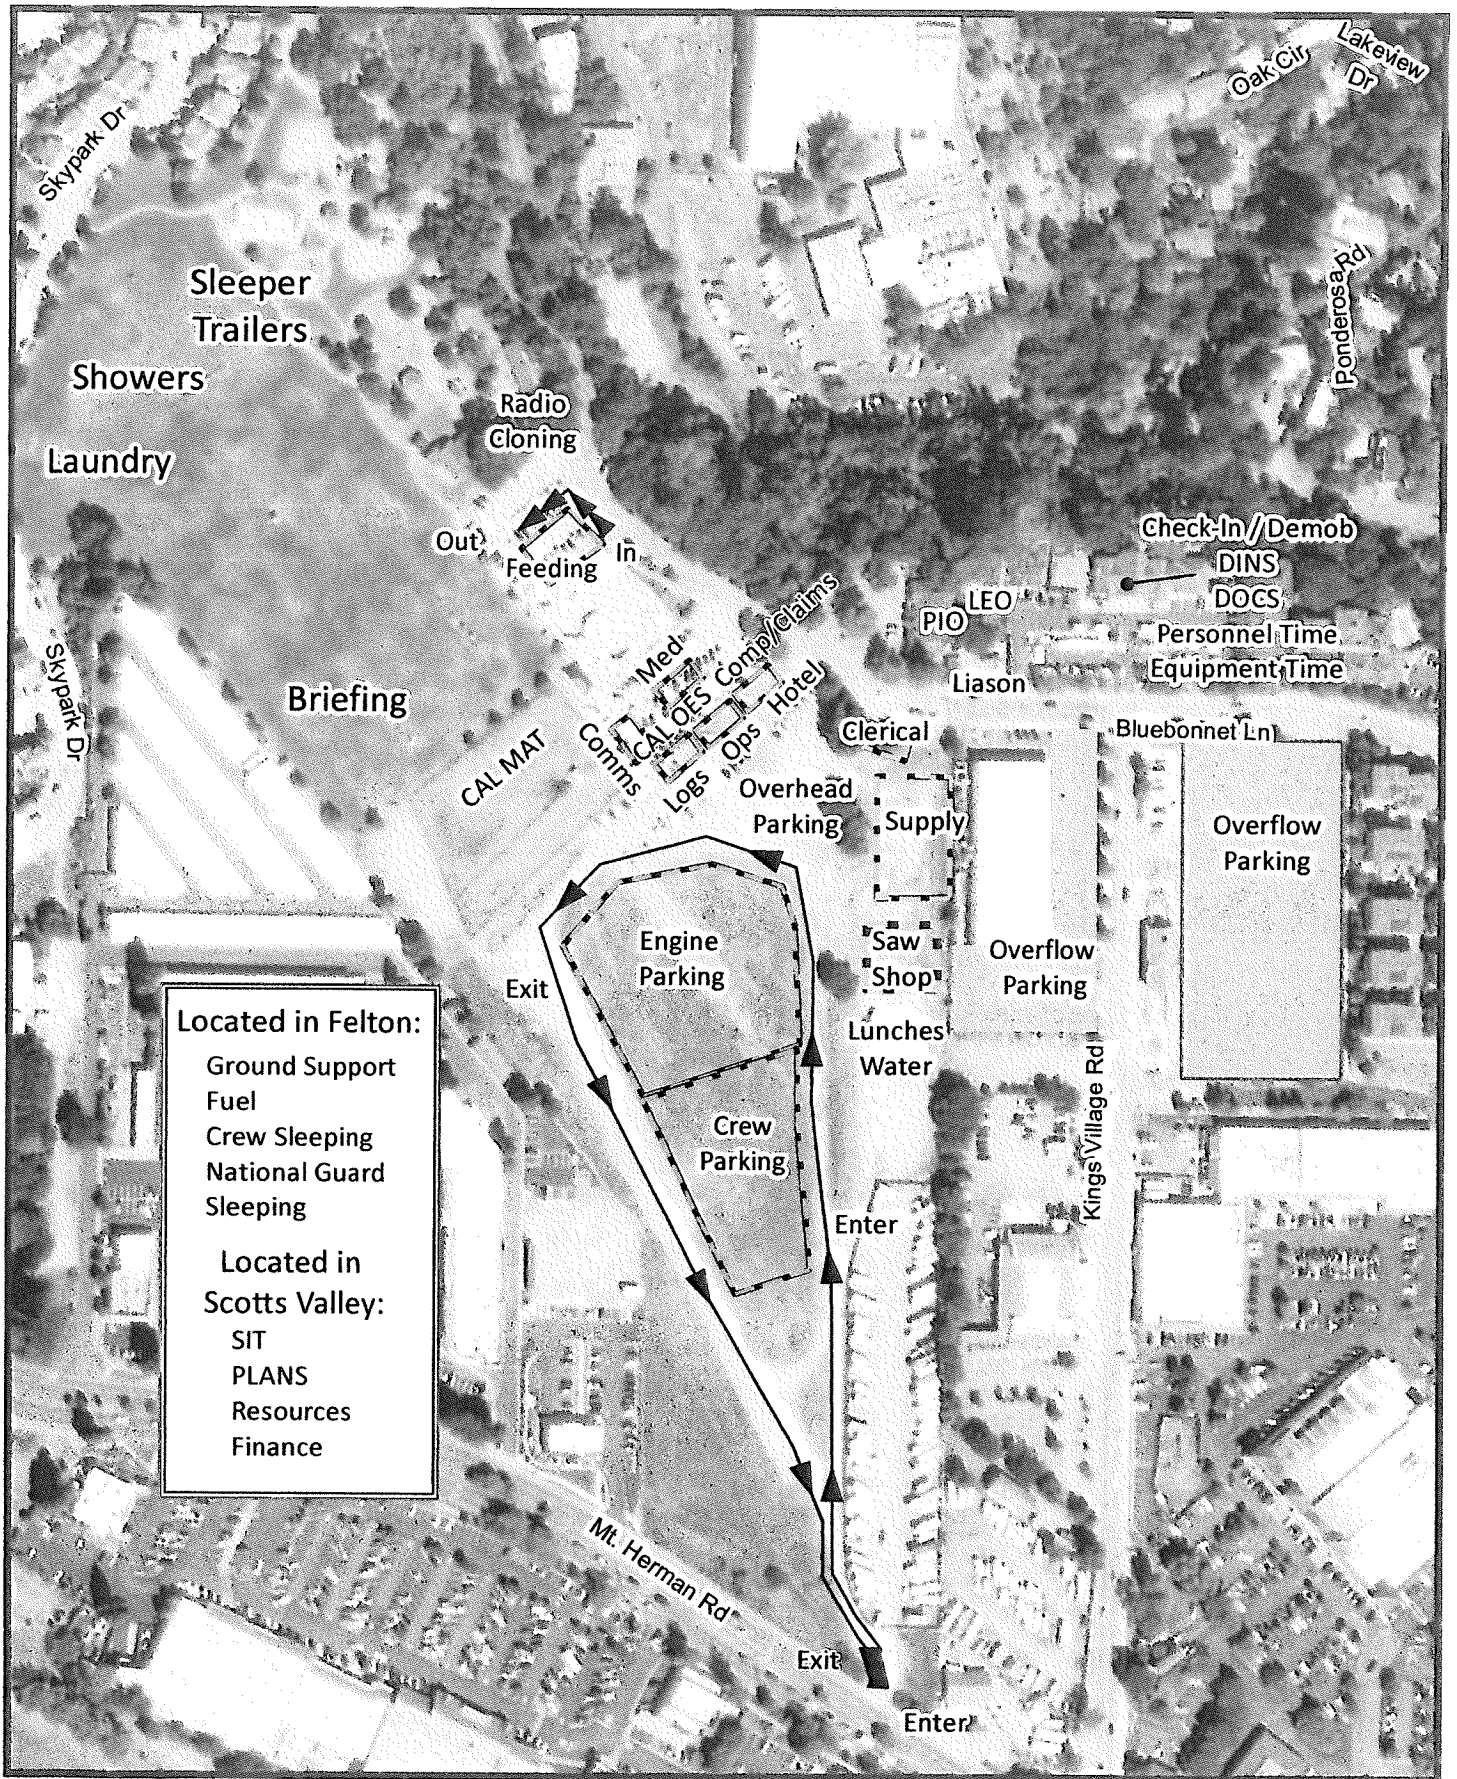 Oak Cir
Lakeview
Dr
Skypark Dr
Ponderosa Rd
Sleeper
Trailers
Showers
Laundry
Radio
Cloning
Out
In
Feeding
Check-In / Demob
DINS
DOCS
LEO
PIO
Personnel Time
Equipment Time
Liason
Skypark Dr
Briefing
Med
Comp/Claims
CAL OES
Hotel
Comms
Ops
Logs
CAL MAT
Clerical
Bluebonnet Ln
Overhead
Parking
Supply
Overflow
Parking
Engine
Parking
Saw
Shop
Overflow
Parking
Exit
Lunches
Water
Kings Village Rd
Crew
Parking
Enter
Located in Felton:
Ground Support
Fuel
Crew Sleeping
National Guard
Sleeping
Located in
Scotts Valley:
SIT
PLANS
Resources
Finance
Mt. Herman Rd
Exit
Enter